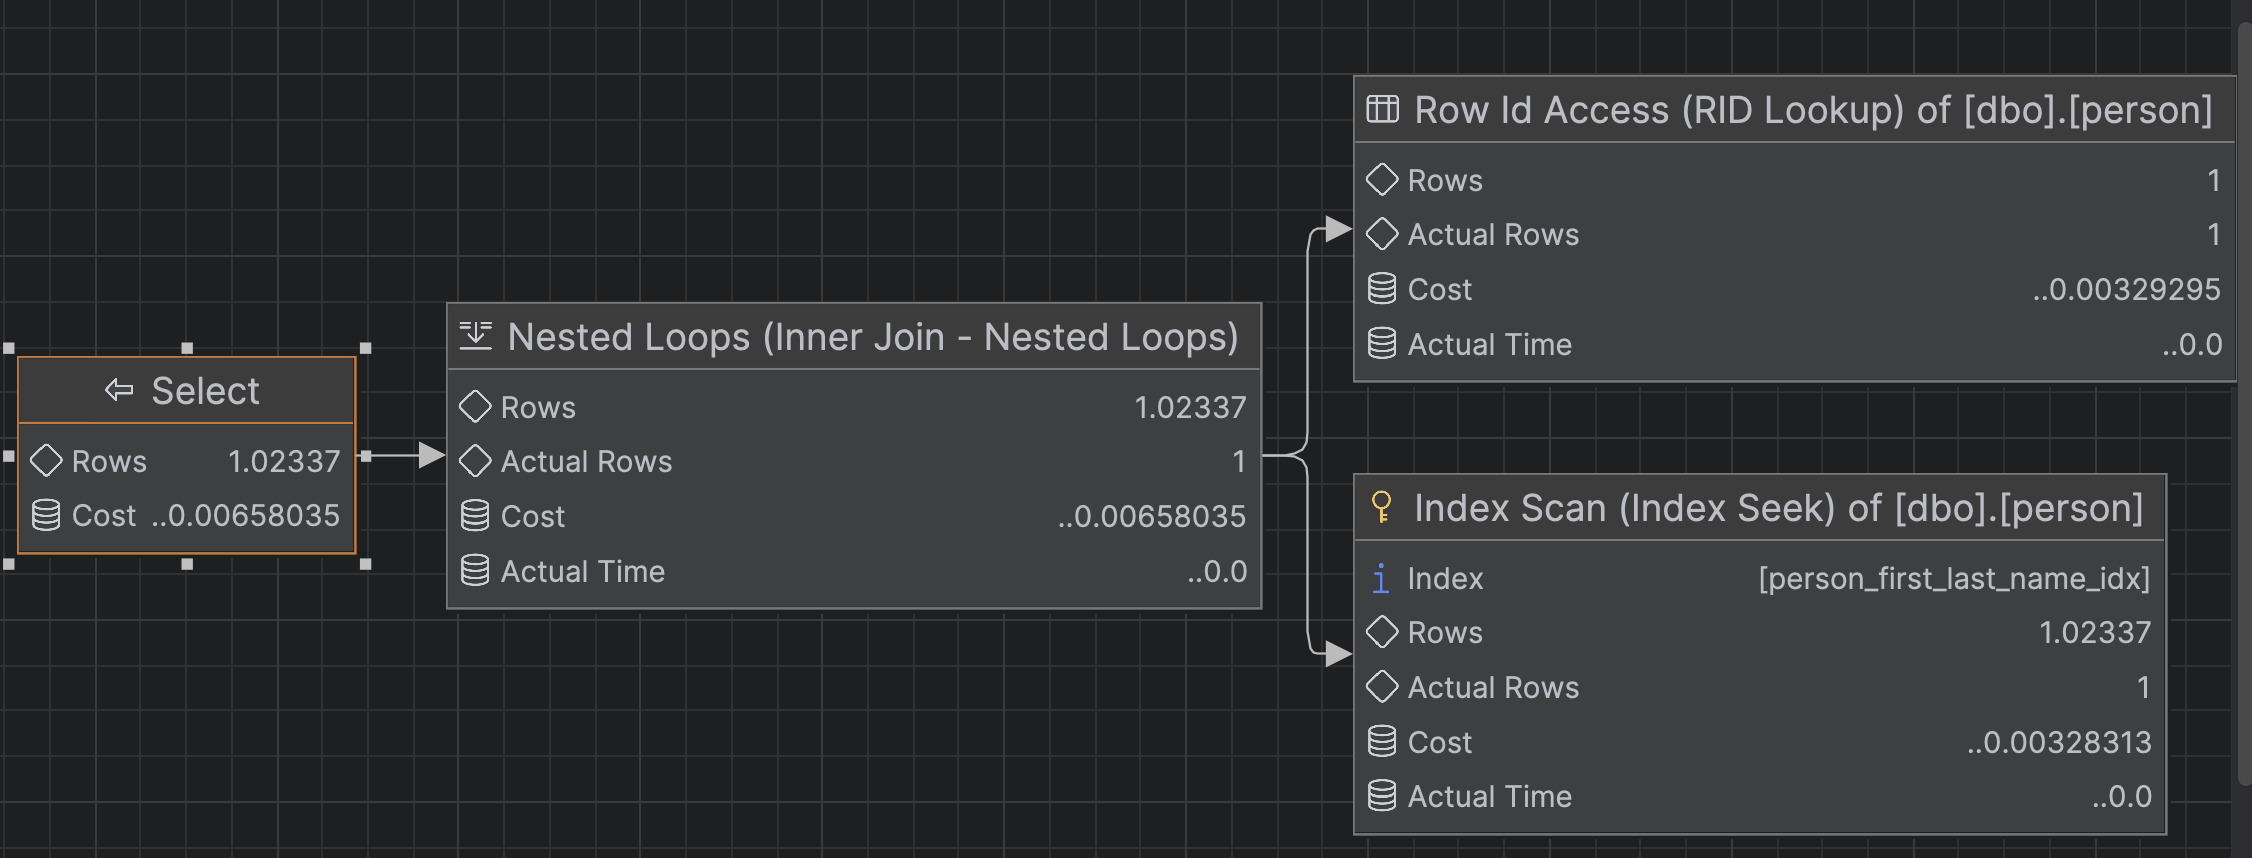 Select
Rows 1.02337
Cost ..0.00658035
Nested Loops (Inner Join - Nested Loops)
Rows 1.02337
Actual Rows 1
Cost ..0.00658035
Actual Time ..0.0
Row Id Access (RID Lookup) of [dbo].[person]
Rows 1
Actual Rows 1
Cost ..0.00329295
Actual Time ..0.0
Index Scan (Index Seek) of [dbo].[person]
Index [person_first_last_name_idx]
Rows 1.02337
Actual Rows 1
Cost ..0.00328313
Actual Time ..0.0